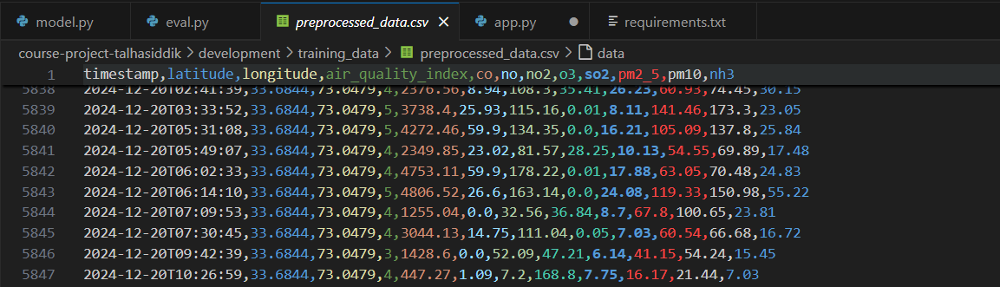 model.py eval.py preprocessed_data.csv app.py requirements.txt
course-project-talhasiddik > development > training_data > preprocessed_data.csv > data
1 timestamp,latitude,longitude,air_quality_index,co,no,no2,o3,so2,pm2_5,pm10,nh3
5838 2024-12-20T02:41:39,33.6844,73.0479,4,2376.56,8.94,108.3,35.41,26.23,60.93,74.45,30.15
5839 2024-12-20T03:33:52,33.6844,73.0479,5,3738.4,25.93,115.16,0.01,8.11,141.46,173.3,23.05
5840 2024-12-20T05:31:08,33.6844,73.0479,5,4272.46,59.9,134.35,0.0,16.21,105.09,137.8,25.84
5841 2024-12-20T05:49:07,33.6844,73.0479,4,2349.85,23.02,81.57,28.25,10.13,54.55,69.89,17.48
5842 2024-12-20T06:02:33,33.6844,73.0479,4,4753.11,59.9,178.22,0.01,17.88,63.05,70.48,24.83
5843 2024-12-20T06:14:10,33.6844,73.0479,5,4806.52,26.6,163.14,0.0,24.08,119.33,150.98,55.22
5844 2024-12-20T07:09:53,33.6844,73.0479,4,1255.04,0.0,32.56,36.84,8.7,67.8,100.65,23.81
5845 2024-12-20T07:30:45,33.6844,73.0479,4,3044.13,14.75,111.04,0.05,7.03,60.54,66.68,16.72
5846 2024-12-20T09:42:39,33.6844,73.0479,3,1428.6,0.0,52.09,47.21,6.14,41.15,54.24,15.45
5847 2024-12-20T10:26:59,33.6844,73.0479,4,447.27,1.09,7.2,168.8,7.75,16.17,21.44,7.03